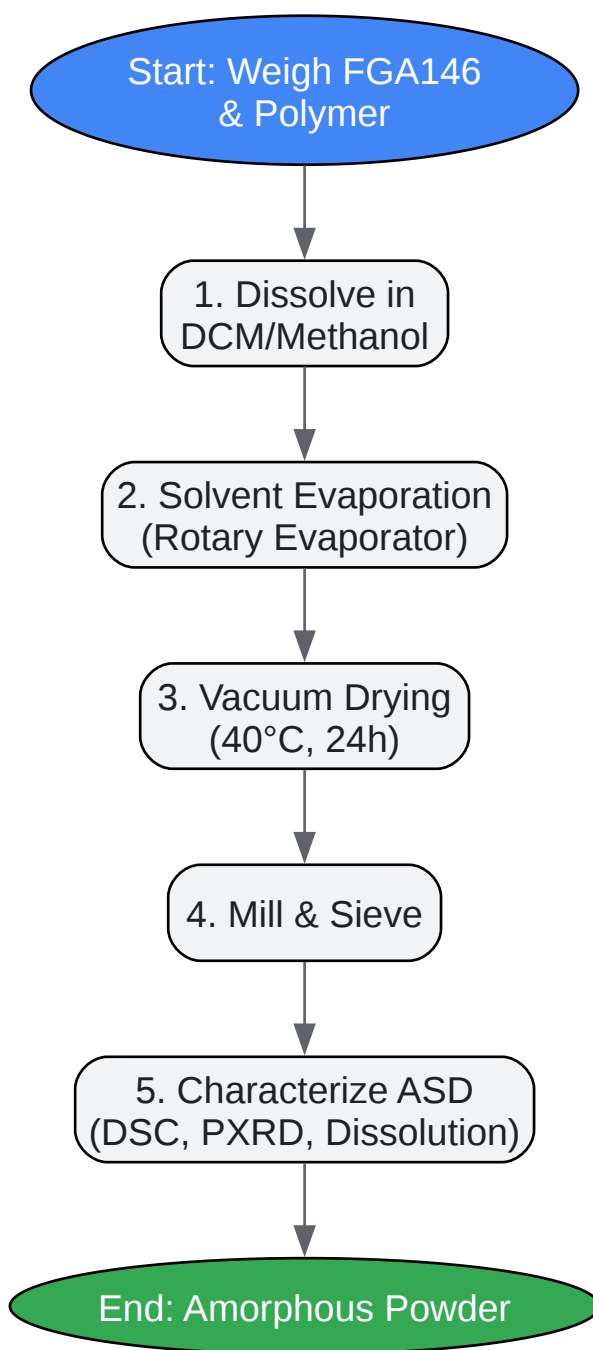 Start: Weigh FGA146
& Polymer
1. Dissolve in
DCM/Methanol
2. Solvent Evaporation
(Rotary Evaporator)
3. Vacuum Drying
(40°C, 24h)
4. Mill & Sieve
5. Characterize ASD
(DSC, PXRD, Dissolution)
End: Amorphous Powder